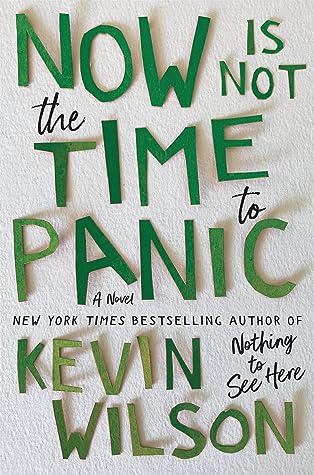 NOW IS NOT
the
TIME to
PANIC
A Novel
NEW YORK TIMES BESTSELLING AUTHOR OF
Nothing to See Here
KEVIN
WILSON